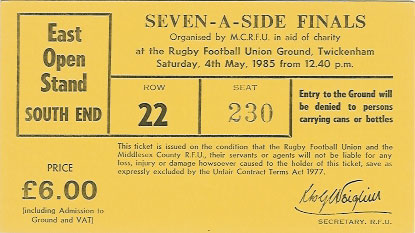 East
Open
Stand
SOUTH END
SEVEN-A-SIDE FINALS
Organised by M.C.R.F.U. in aid of charity
at the Rugby Football Union Ground, Twickenham
Saturday, 4th May, 1985 from 12.40 p.m.
ROW
22
SEAT
230
Entry to the Ground will
be denied to persons
carrying cans or bottles
PRICE
£6.00
[including Admission to
Ground and VAT]
This ticket is issued on the condition that the Rugby Football Union and the
Middlesex County R.F.U., their servants or agents will not be liable for any
loss, injury or damage howsoever caused to the holder of this ticket, save as
expressly excluded by the Unfair Contract Terms Act 1977.
SECRETARY, R.F.U.